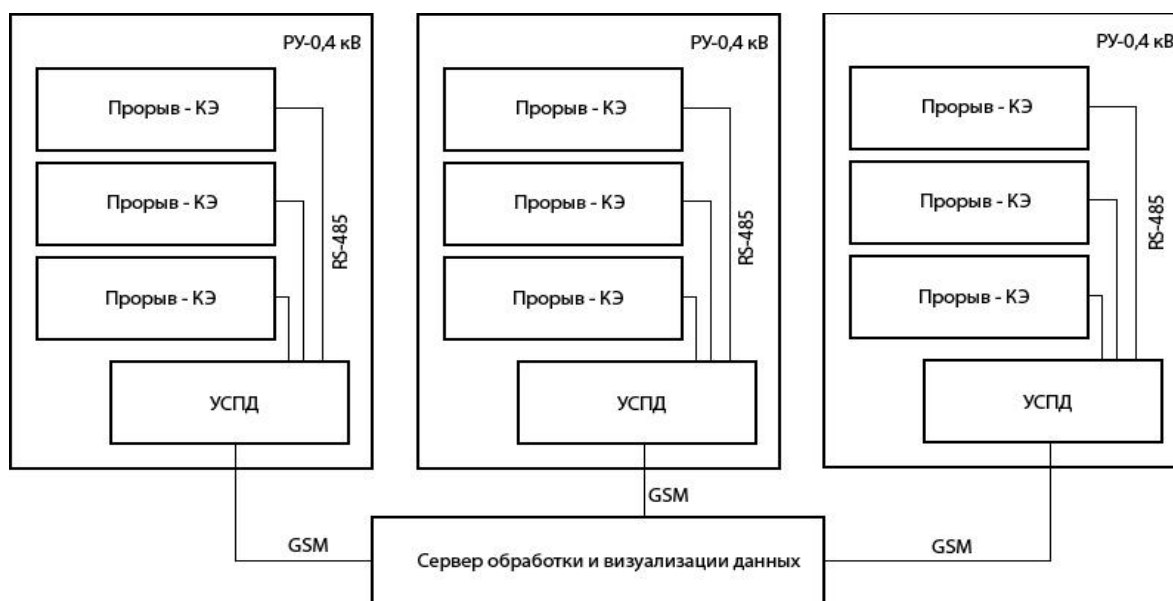 РУ-0,4 кВ
Прорыв - КЭ
Прорыв - КЭ
Прорыв - КЭ
RS-485
УСПД
РУ-0,4 кВ
Прорыв - КЭ
Прорыв - КЭ
Прорыв - КЭ
RS-485
УСПД
РУ-0,4 кВ
Прорыв - КЭ
Прорыв - КЭ
Прорыв - КЭ
RS-485
УСПД
GSM
GSM
GSM
Сервер обработки и визуализации данных